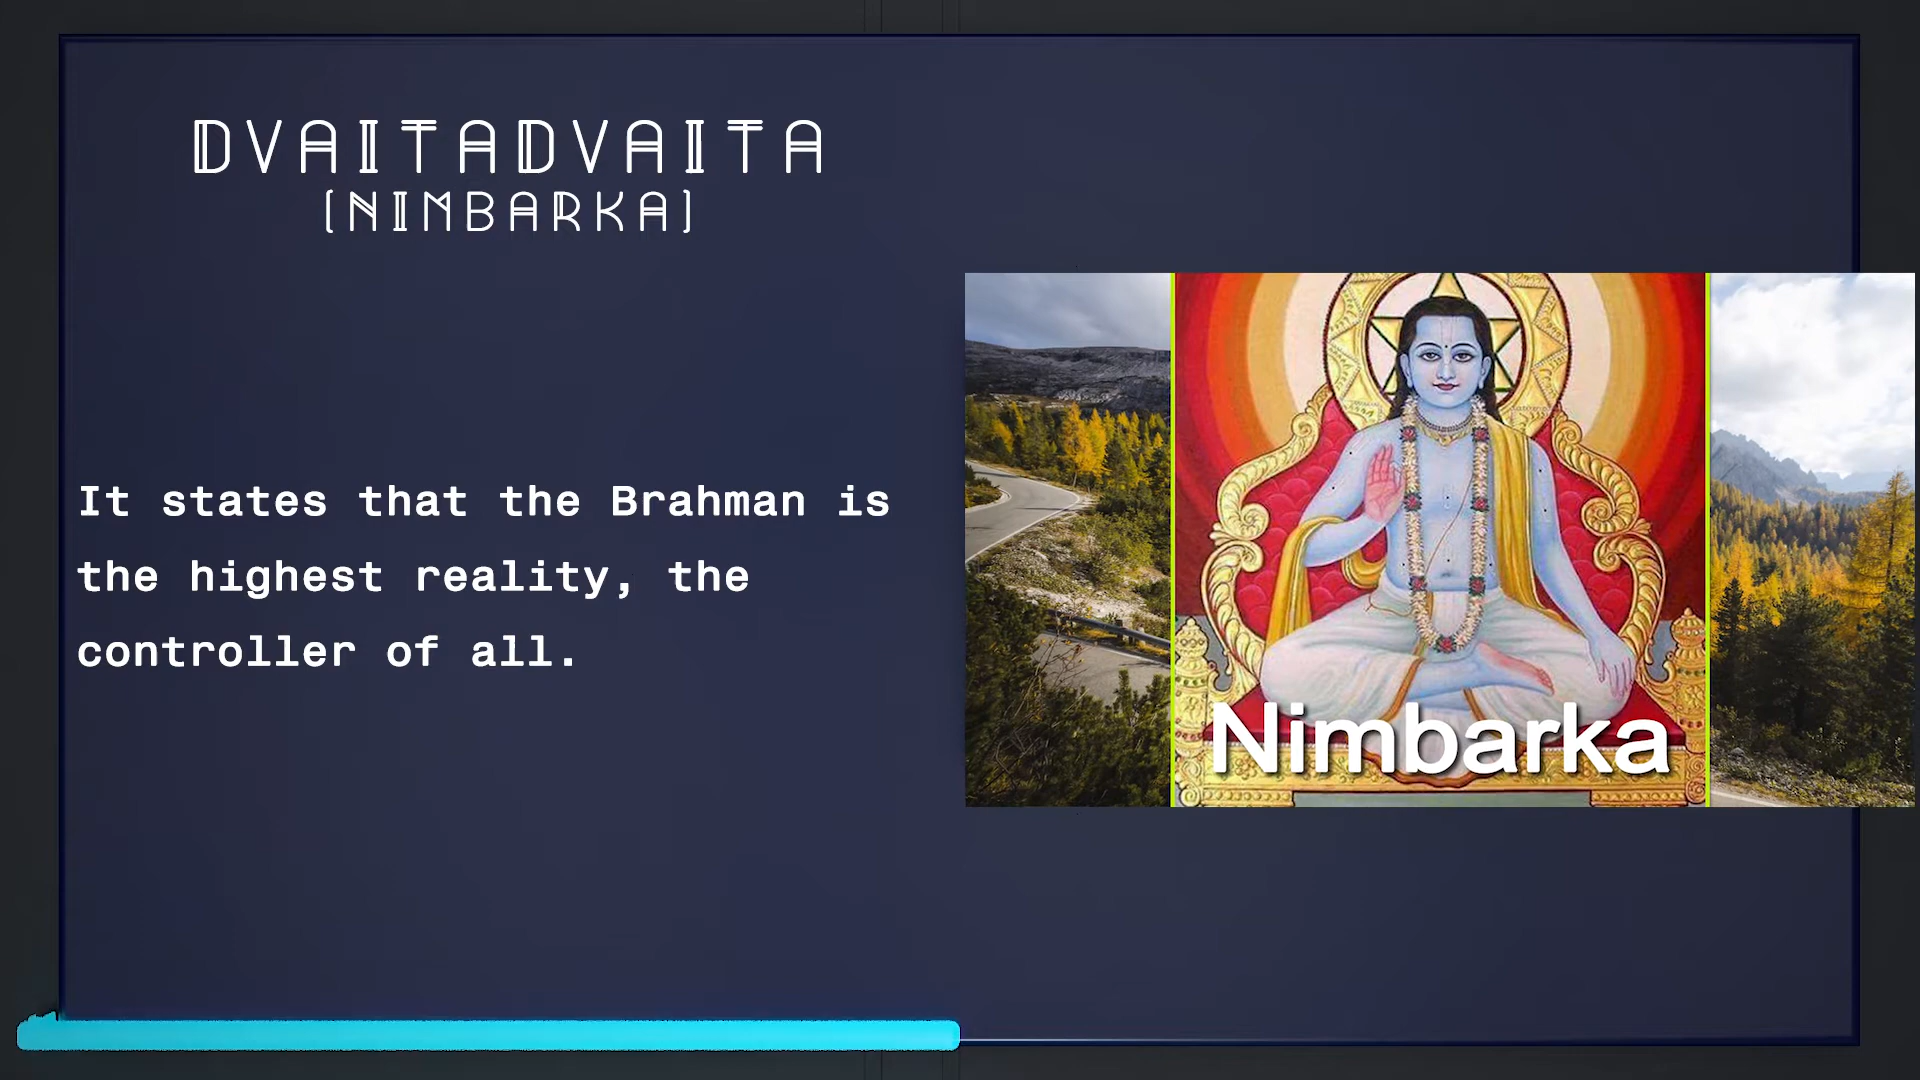 DVAITADVAITA
(NIMBARKA)
It states that the Brahman is
the highest reality, the
controller of all.
Nimbarka